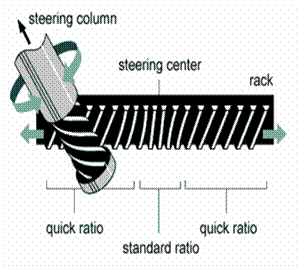 steering column
steering center
rack
quick ratio
quick ratio
standard ratio